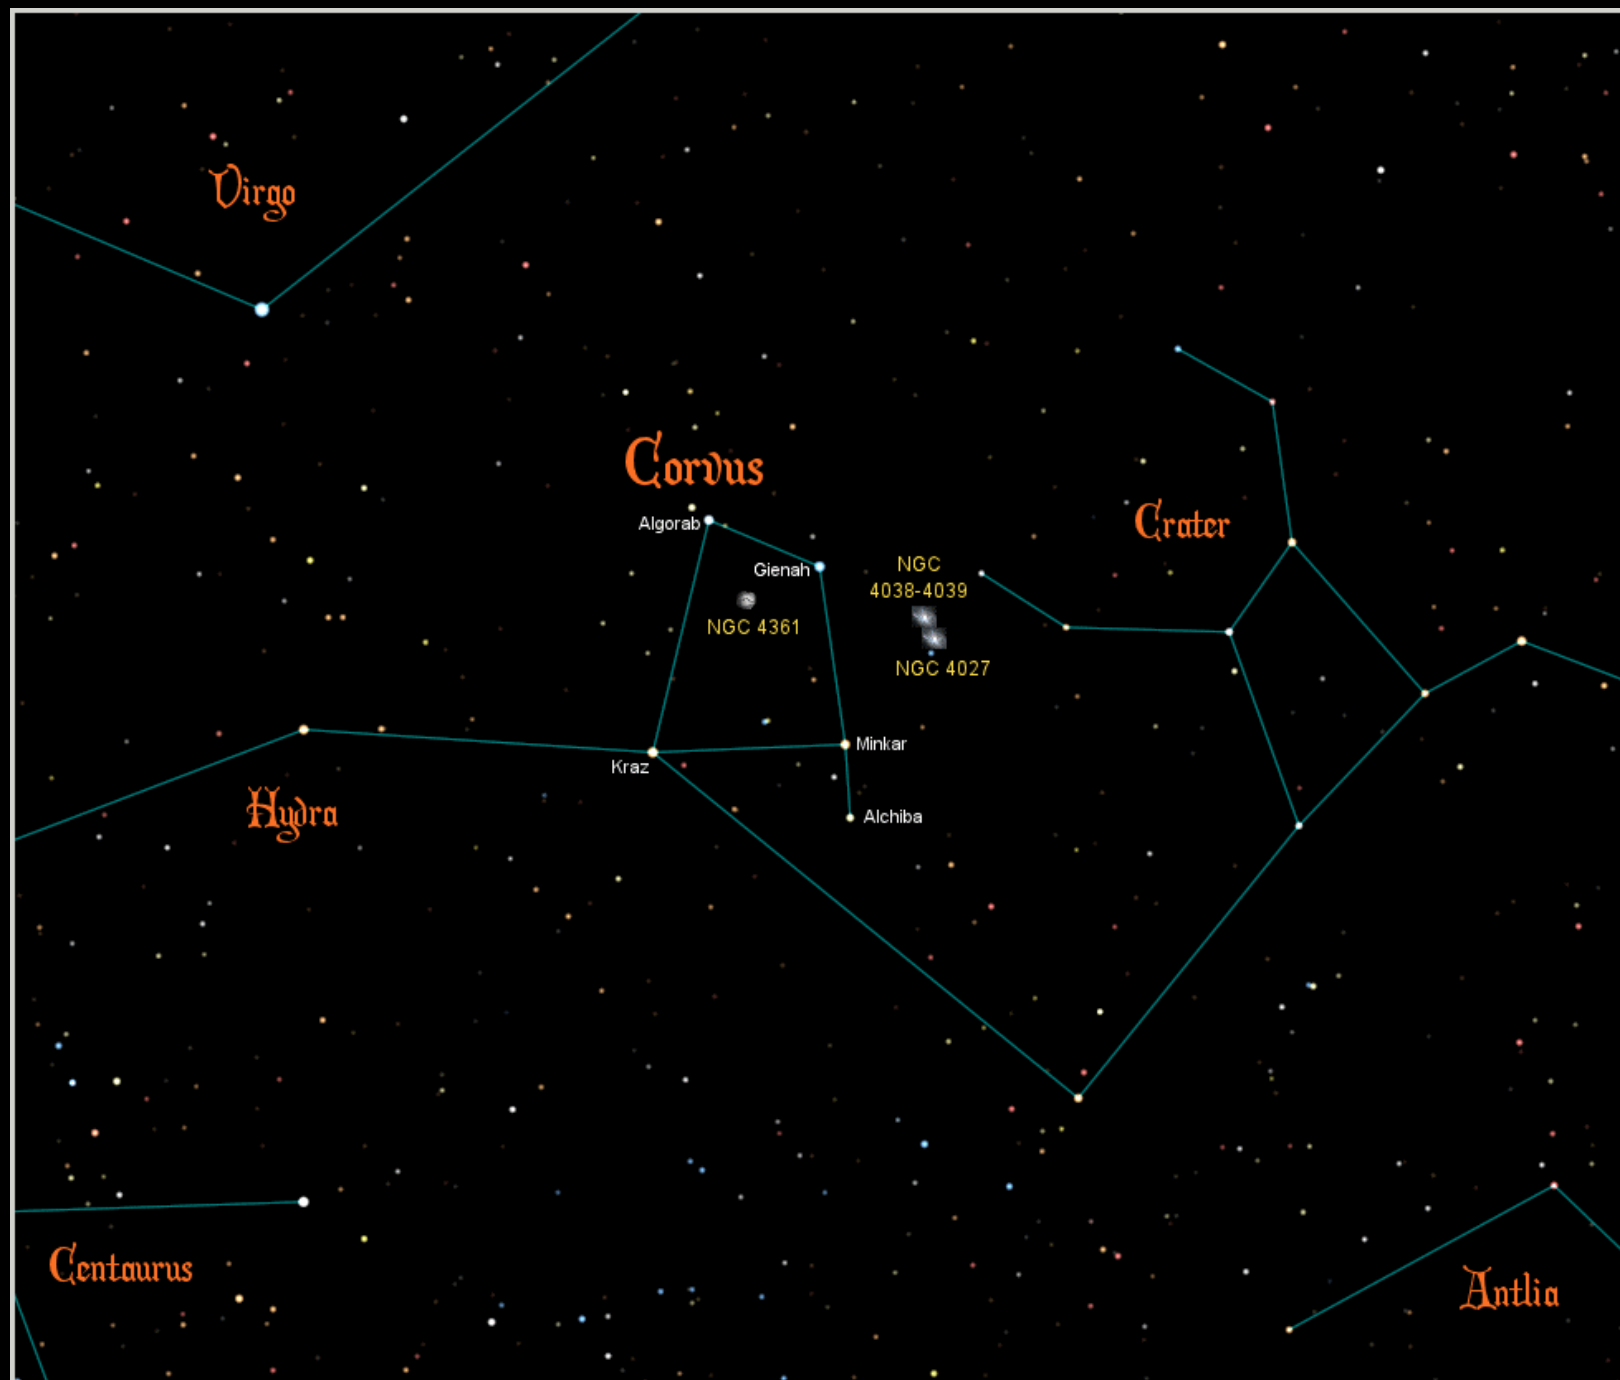 Virgo
Corvus
Algorab
Crater
Gienah
NGC
4038-4039
NGC 4361
NGC 4027
Minkar
Kraz
Hydra
Alchiba
Centaurus
Antlia